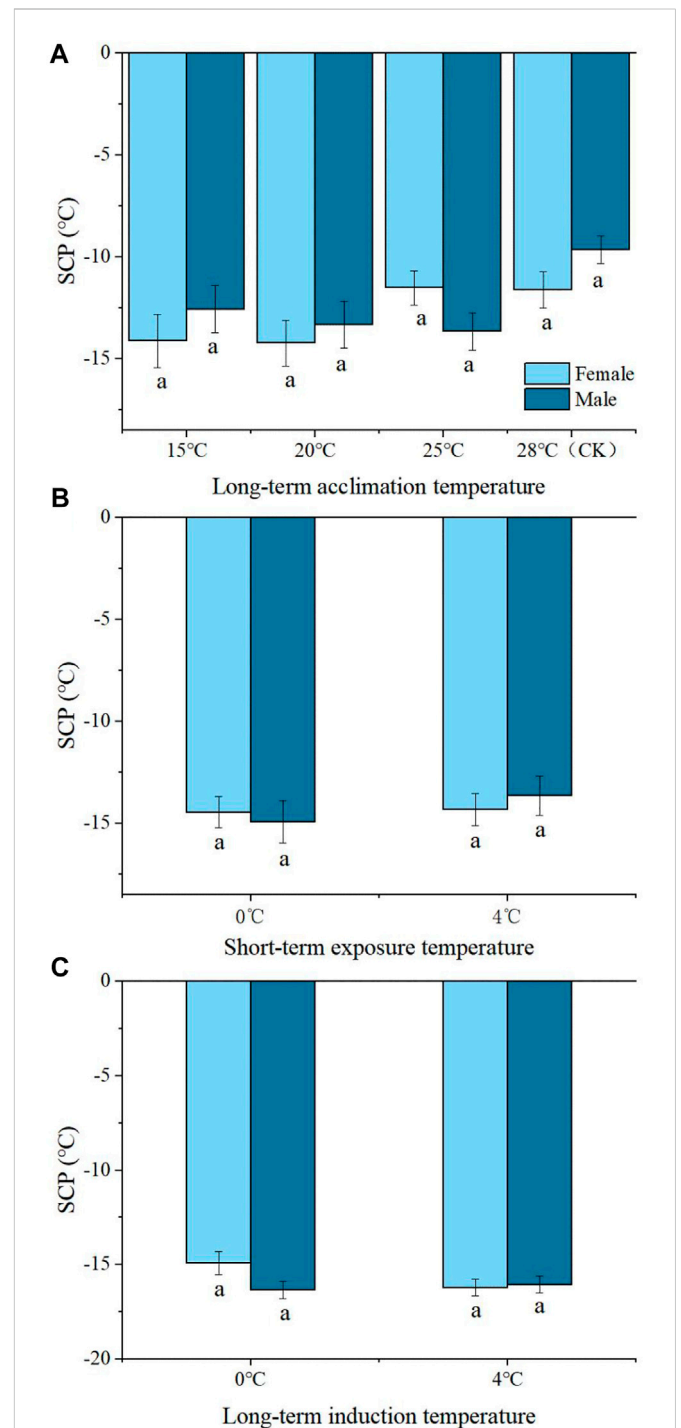 A
0
-5
-10
-15
SCP (°C)
a
a
a
a
a
a
a
a
Female
Male
15°C 20°C 25°C 28°C（CK）
Long-term acclimation temperature
B
0
-5
-10
-15
SCP (°C)
a
a
a
a
0℃ 4℃
Short-term exposure temperature
C
0
-5
-10
-15
-20
SCP (°C)
a
a
a
a
0°C 4°C
Long-term induction temperature